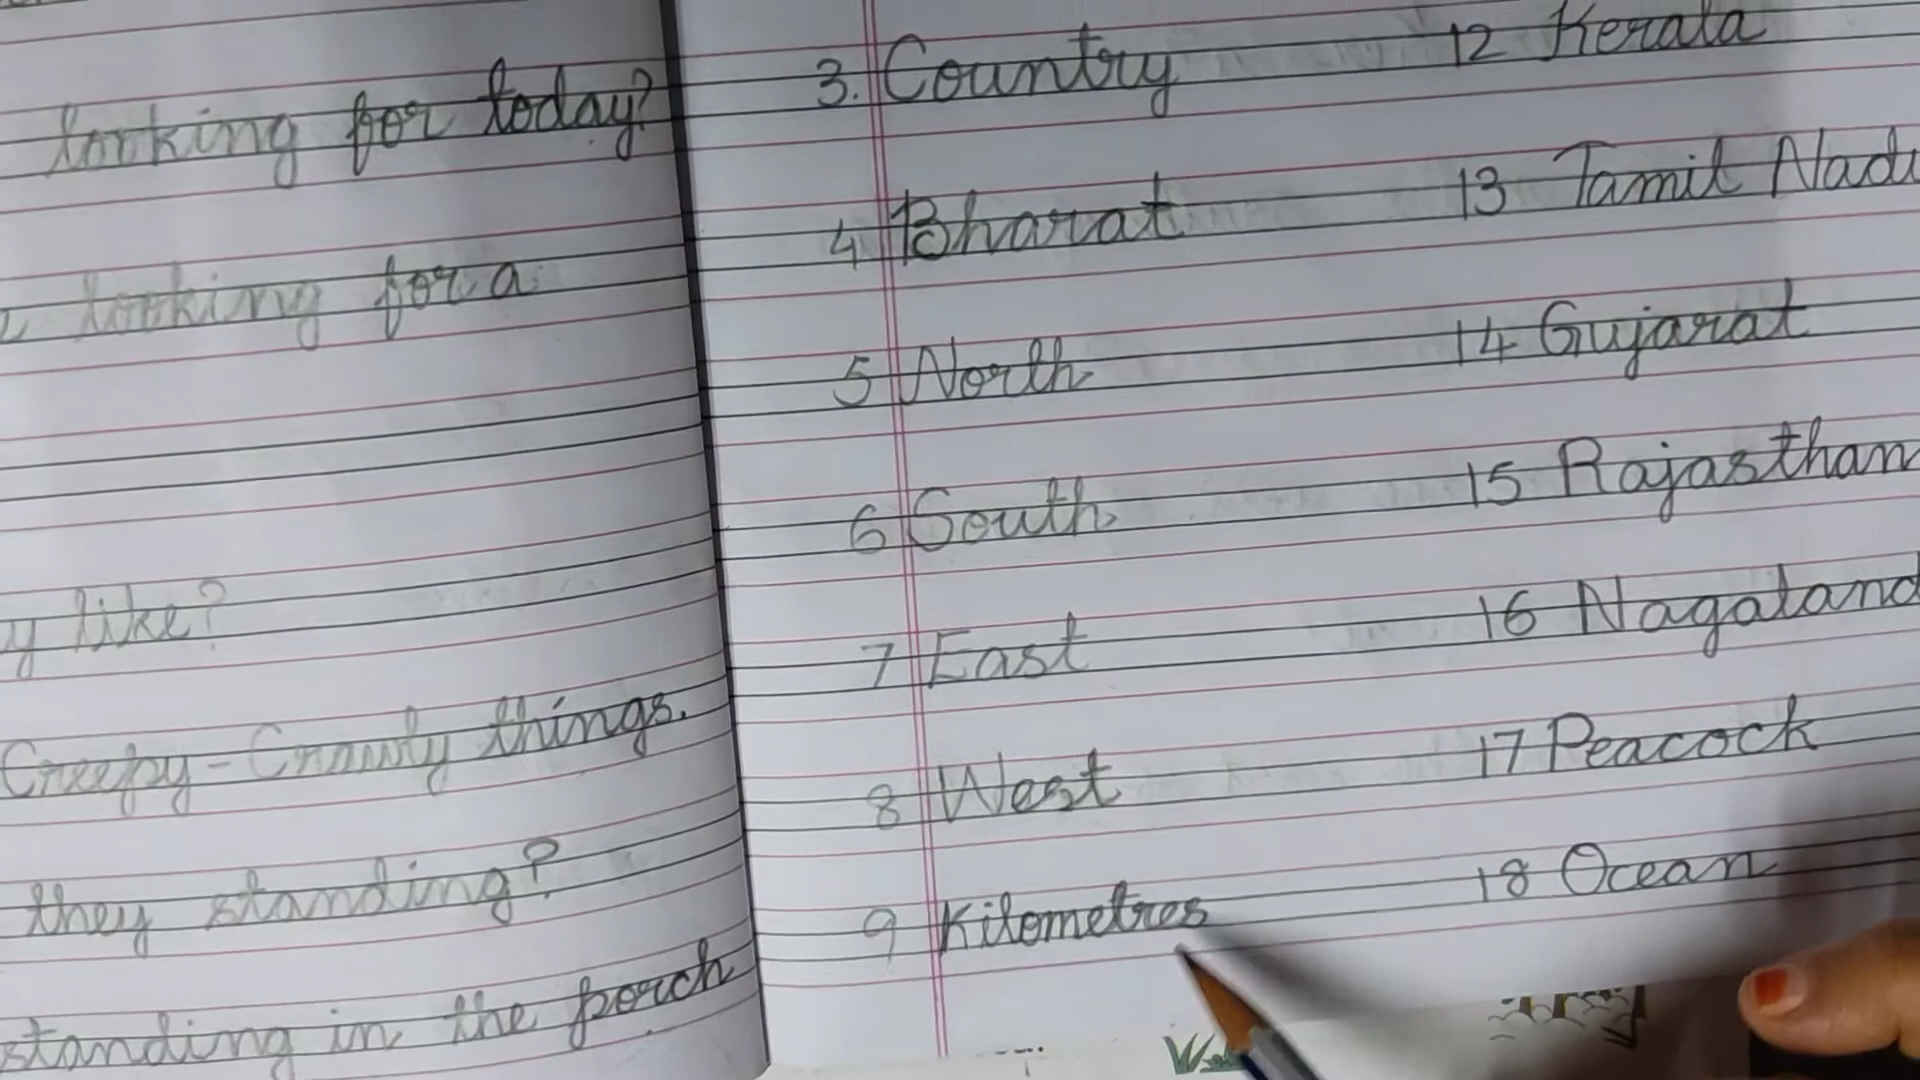 looking for today?
looking for a
y like?
Creepy-Crawly things.
they standing?
standing in the porch
3. Country
4 Bharat
5 North
6 South
7 East
8 West
9 Kilometres
12 Kerala
13 Tamil Nadu
14 Gujarat
15 Rajasthan
16 Nagaland
17 Peacock
18 Ocean